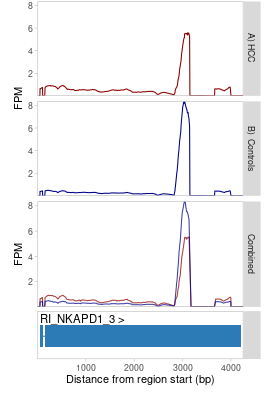 8
6
4
2
A) HCC
8
6
4
2
FPM
B) Controls
8
6
4
2
FPM
Combined
RI_NKAPD1_3 >
1000 2000 3000 4000
Distance from region start (bp)